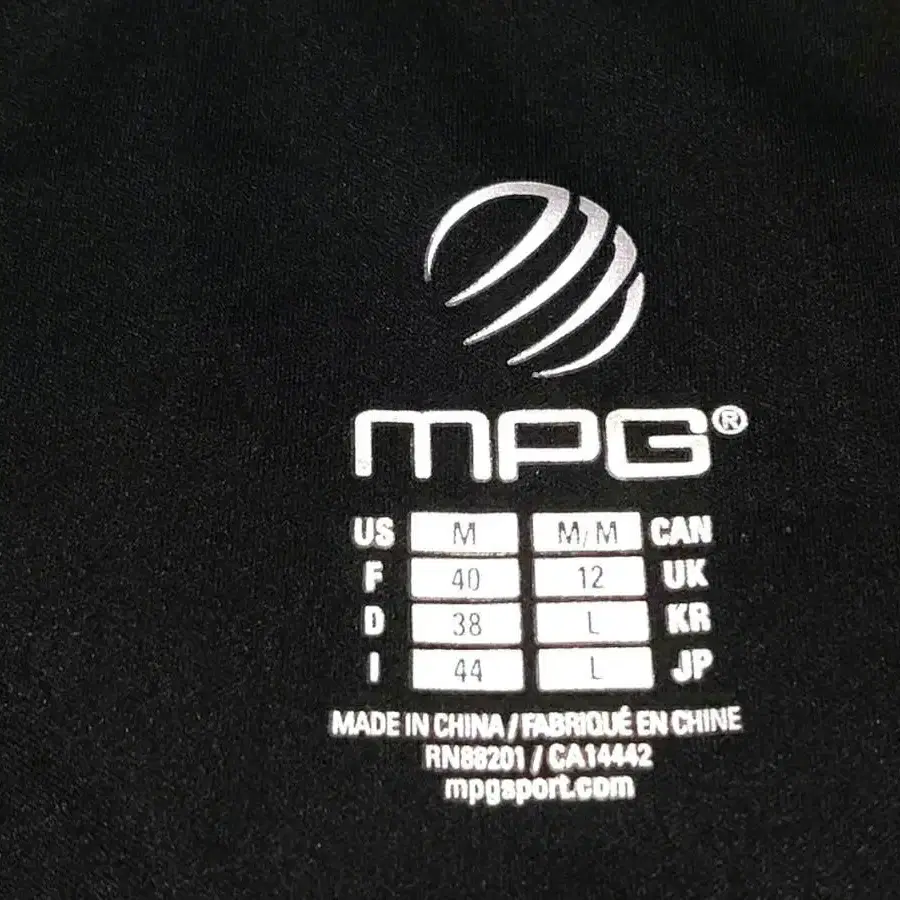 mPG®
US M M/M CAN
F 40 12 UK
D 38 L KR
I 44 L JP
MADE IN CHINA / FABRIQUÉ EN CHINE
RN88201 / CA14442
mpgsport.com